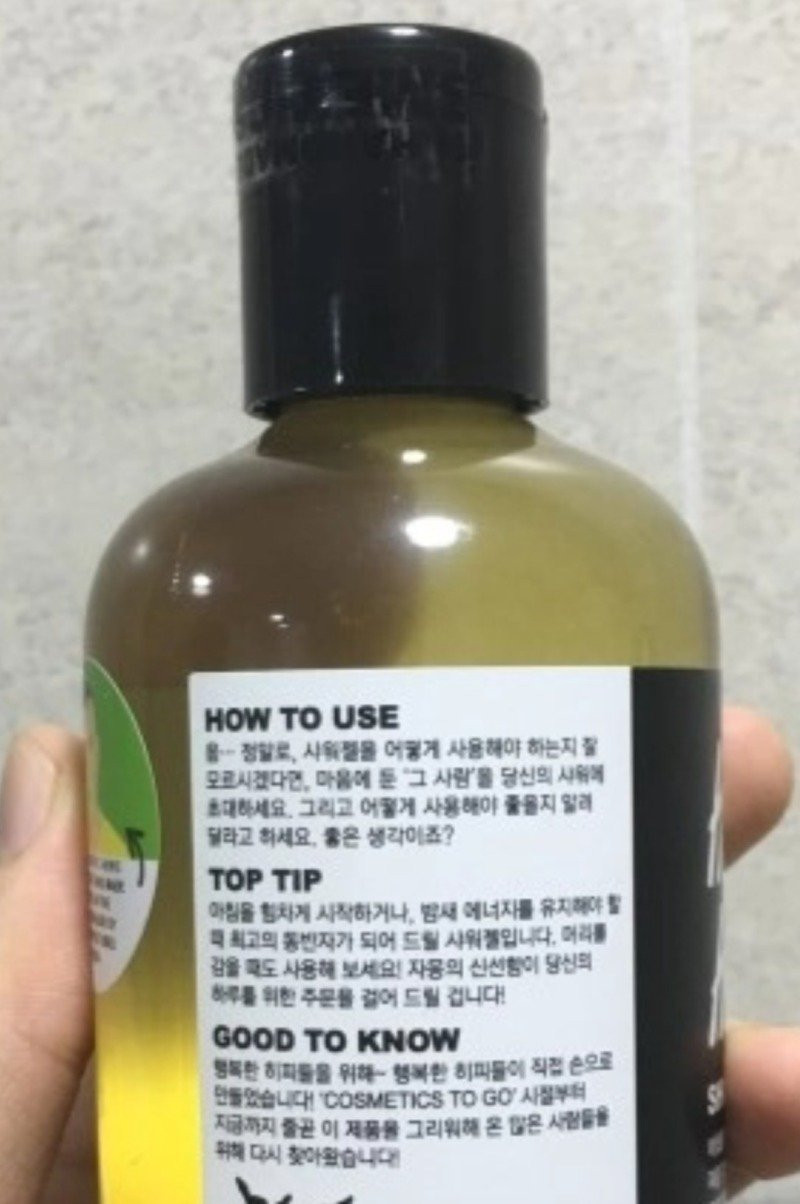 HOW TO USE
음… 정말로, 샤워젤을 어떻게 사용해야 하는지 잘
모르시겠다면, 마음에 둔 '그 사람'을 당신의 샤워에
초대하세요. 그리고 어떻게 사용해야 좋을지 알려
달라고 하세요. 좋은 생각이죠?
TOP TIP
아침을 힘차게 시작하거나, 밤새 에너지를 유지해야 할
때 최고의 동반자가 되어 드릴 샤워젤입니다. 머리를
감을 때도 사용해 보세요! 자몽의 신선함이 당신의
하루를 위한 주문을 걸어 드릴 겁니다!
GOOD TO KNOW
행복한 히피들을 위해~ 행복한 히피들이 직접 손으로
만들었습니다! 'COSMETICS TO GO' 시절부터
지금까지 줄곧 이 제품을 그리워해 온 많은 사람들을
위해 다시 찾아왔습니다!